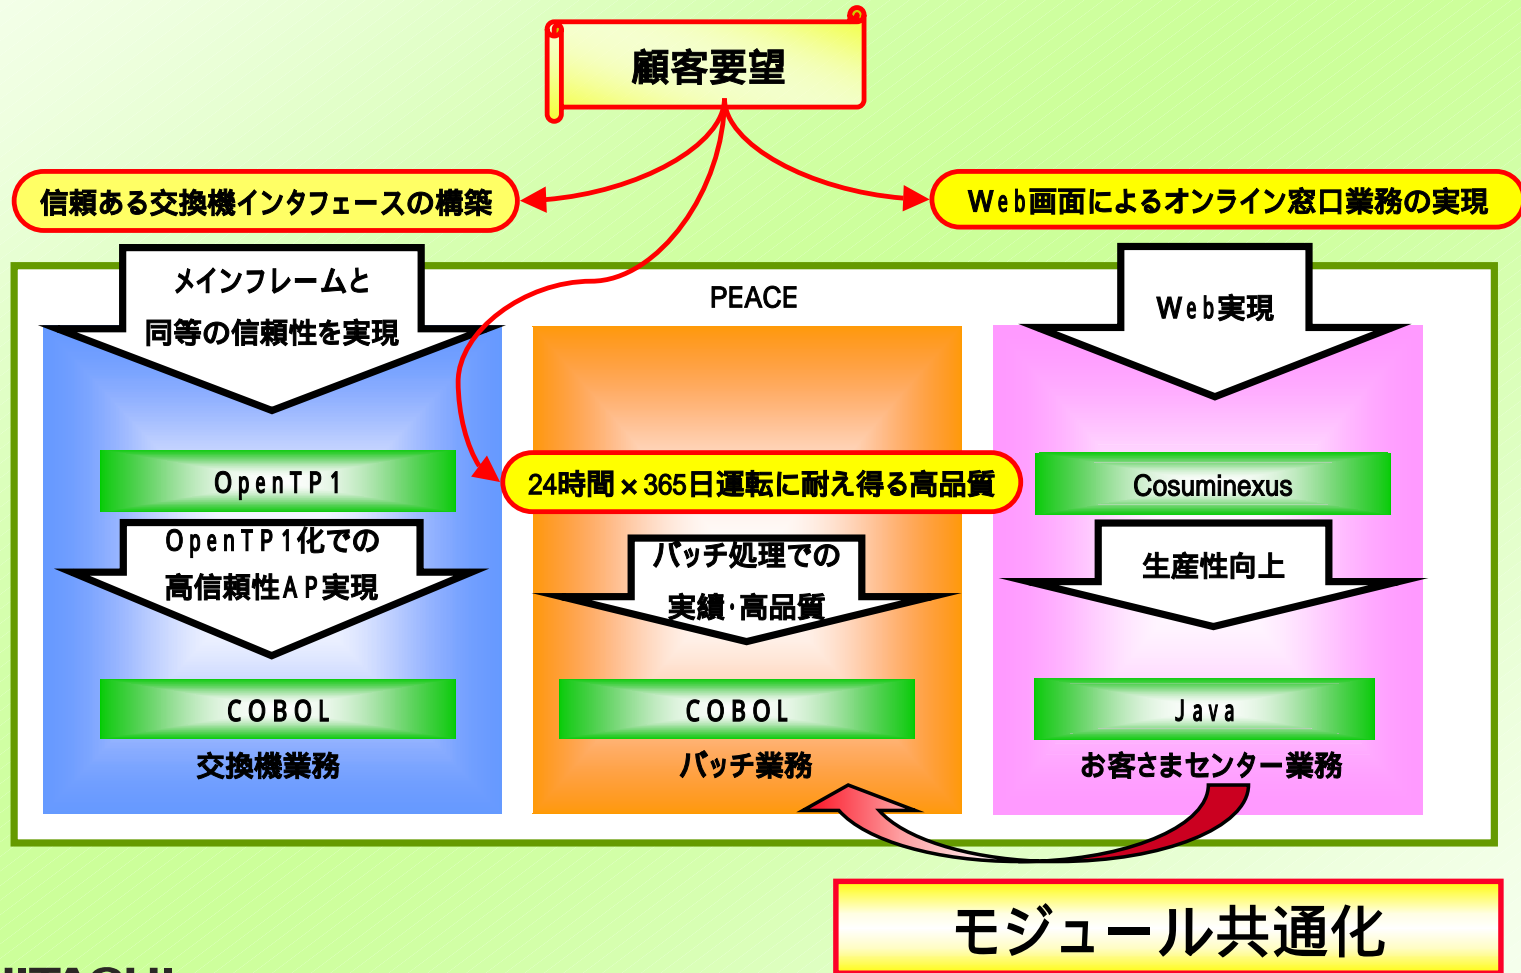 顧客要望
信頼ある交換機インタフェースの構築
Web画面によるオンライン窓口業務の実現
メインフレームと
同等の信頼性を実現
PEACE
Web実現
OpenTP1
24時間×365日運転に耐え得る高品質
Cosuminexus
OpenTP1化での
高信頼性AP実現
バッチ処理での
実績・高品質
生産性向上
COBOL
COBOL
Java
交換機業務
バッチ業務
お客さまセンター業務
モジュール共通化
HITACHI